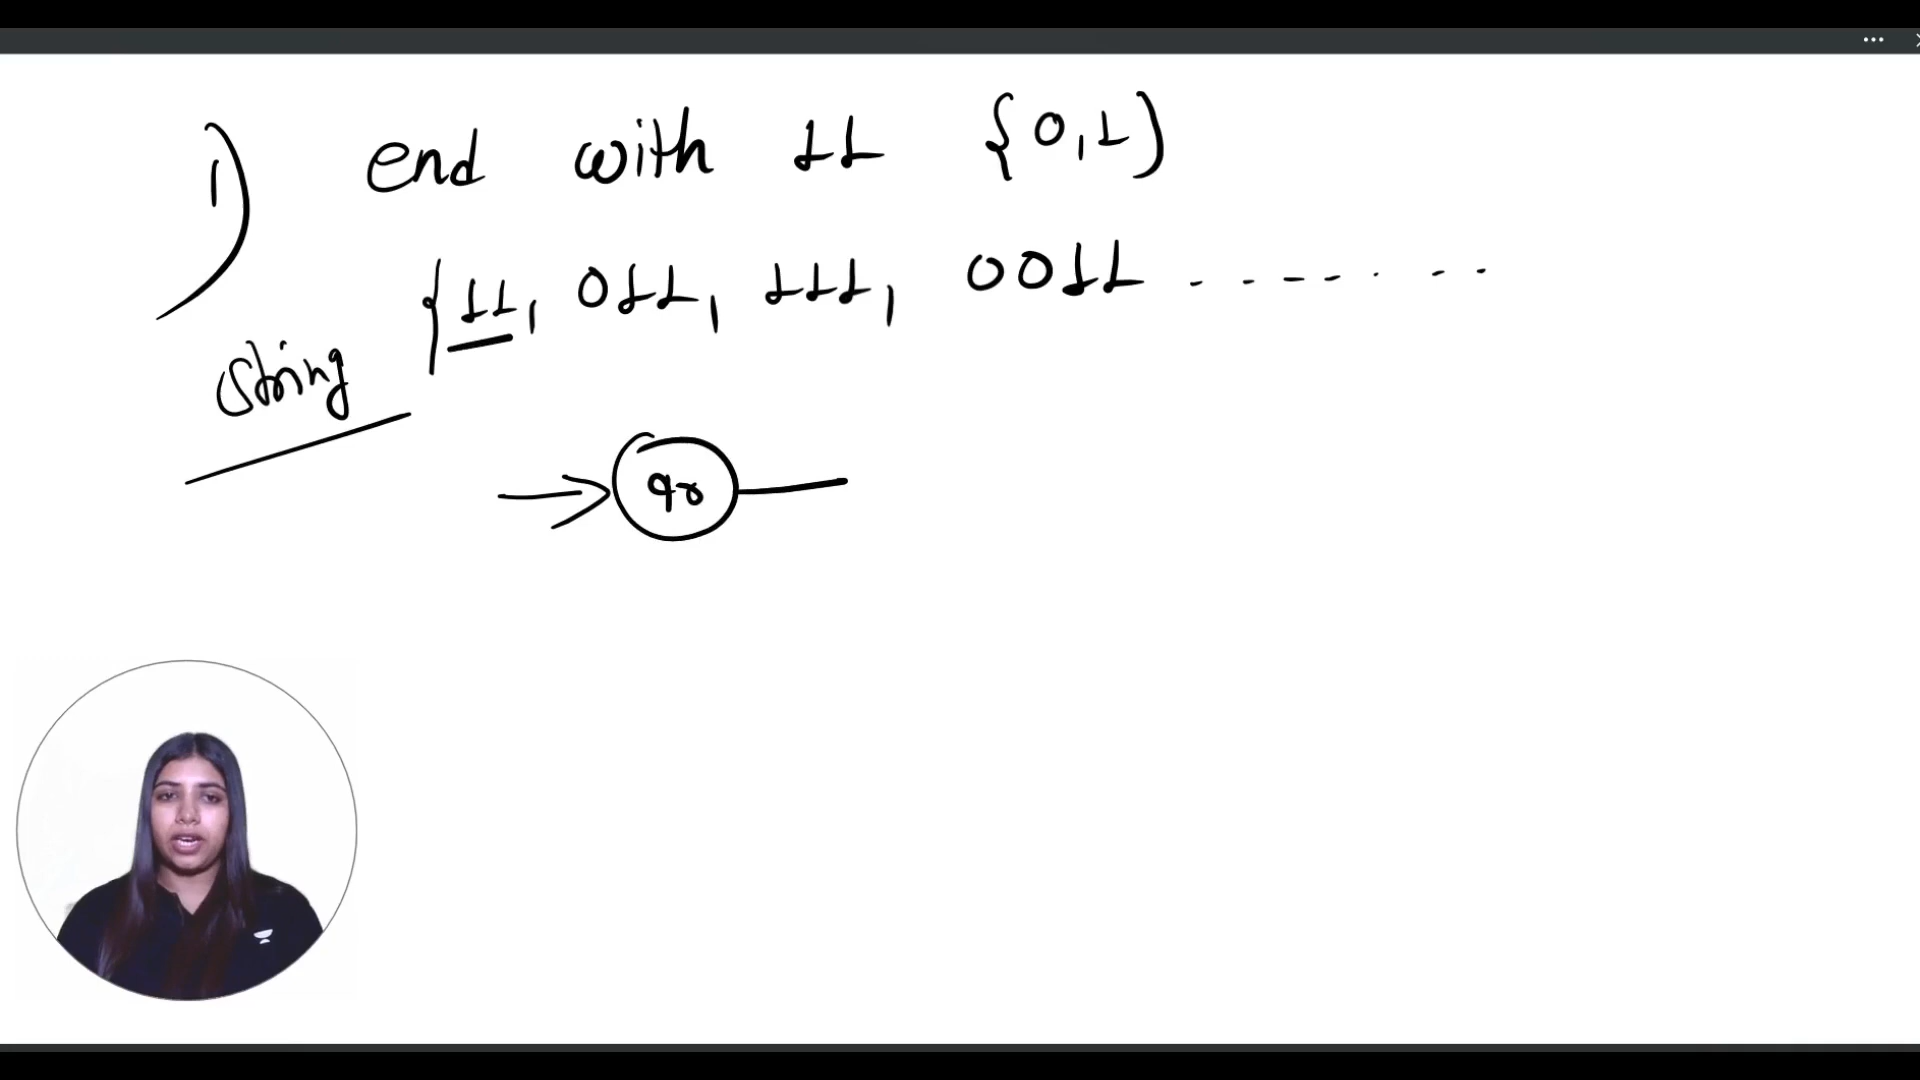 1) end with 11 {0,1}
{11, 011, 111, 0011 ...........
string
q0